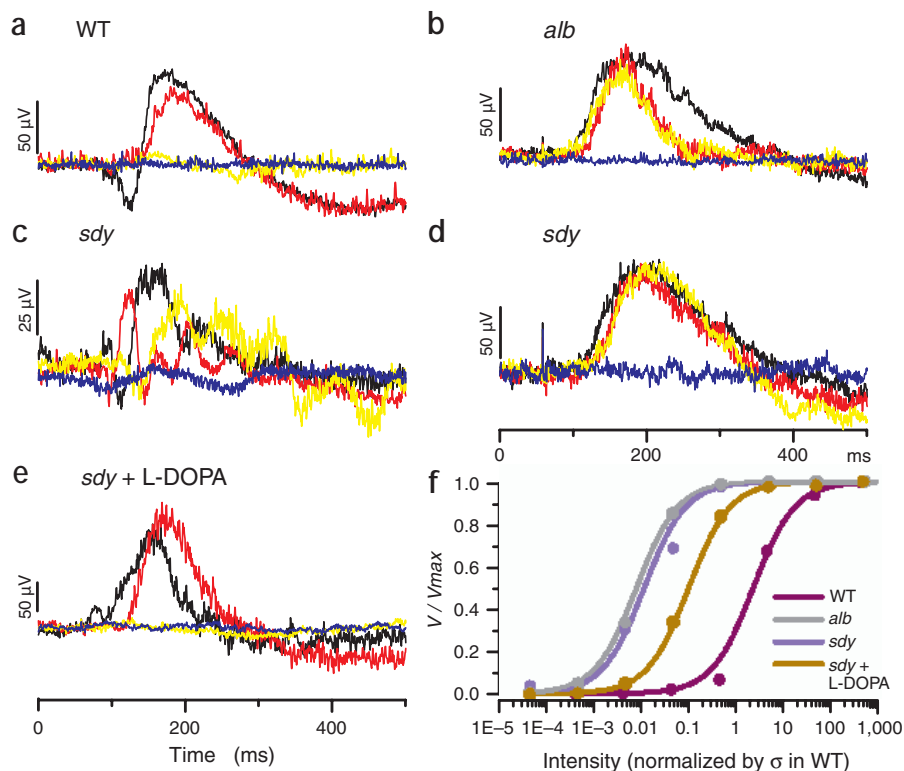 a WT
50 µV
b alb
50 µV
c sdy
25 µV
d sdy
50 µV
0 200 400 ms
e sdy + L-DOPA
50 µV
0 200 400
Time (ms)
f
V / Vmax
1.0
0.8
0.6
0.4
0.2
0.0
WT
alb
sdy
sdy +
L-DOPA
1E–5 1E–4 1E–3 0.01 0.1 1 10 100 1,000
Intensity (normalized by σ in WT)